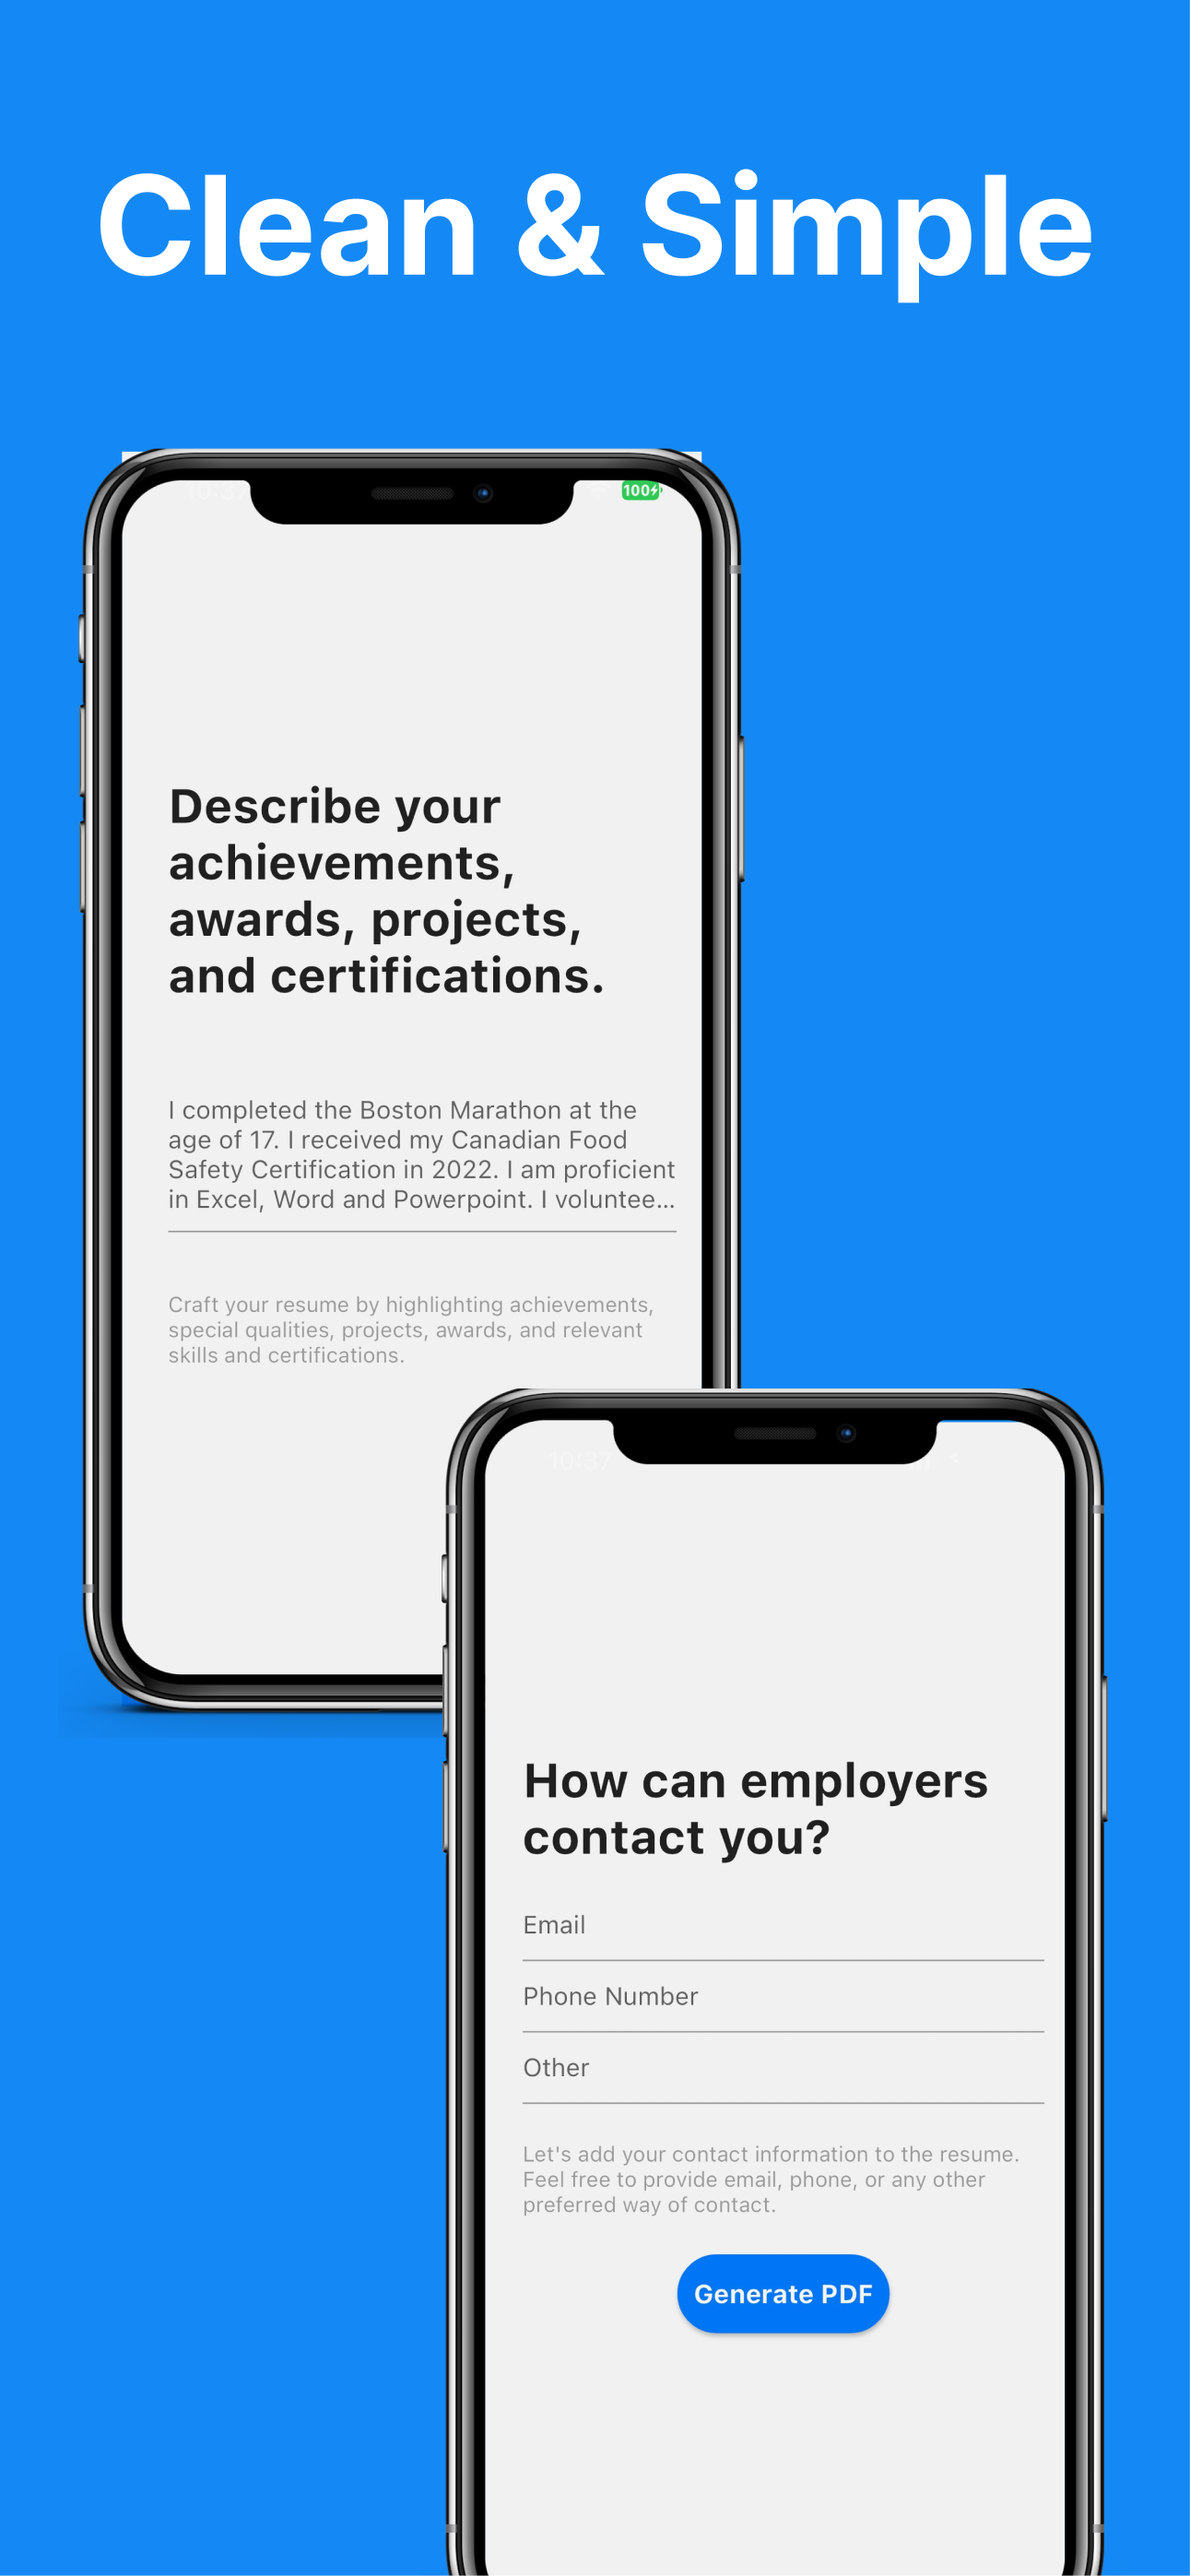 Clean & Simple
100
Describe your
achievements,
awards, projects,
and certifications.
I completed the Boston Marathon at the
age of 17. I received my Canadian Food
Safety Certification in 2022. I am proficient
in Excel, Word and Powerpoint. I voluntee...
Craft your resume by highlighting achievements,
special qualities, projects, awards, and relevant
skills and certifications.
10:37
How can employers
contact you?
Email
Phone Number
Other
Let's add your contact information to the resume.
Feel free to provide email, phone, or any other
preferred way of contact.
Generate PDF